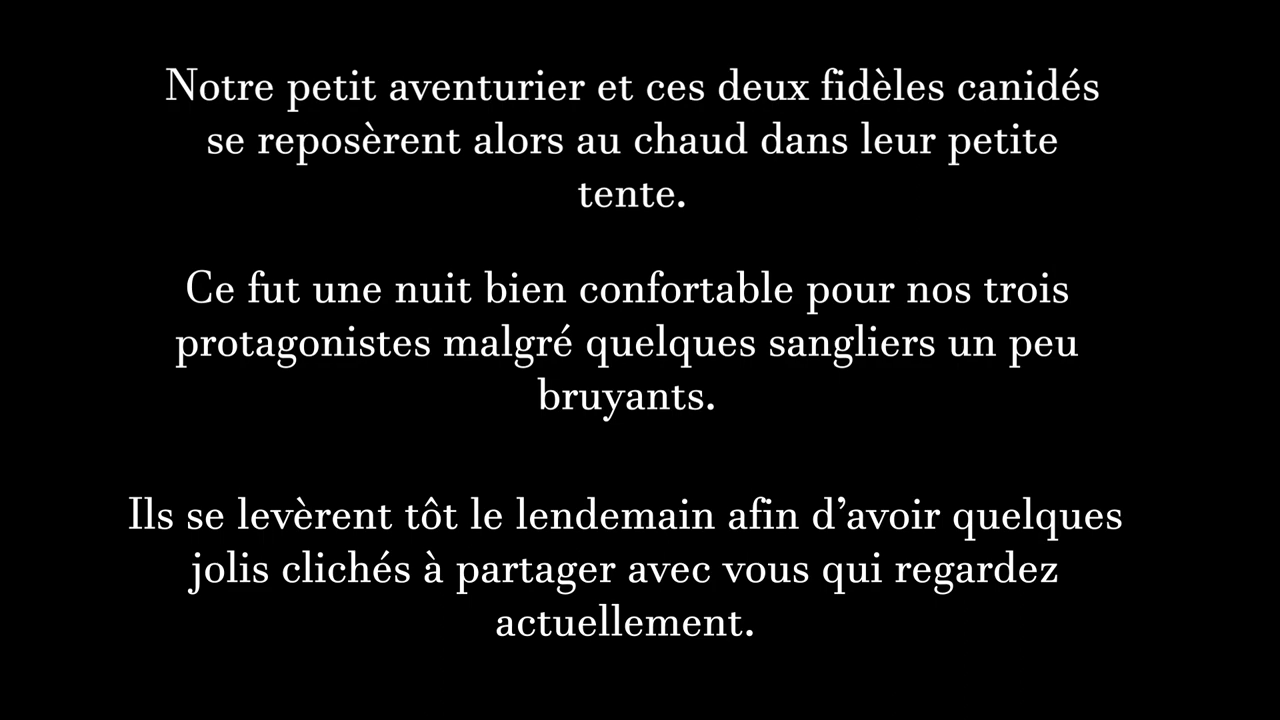 Notre petit aventurier et ces deux fidèles canidés
se reposèrent alors au chaud dans leur petite
tente.
Ce fut une nuit bien confortable pour nos trois
protagonistes malgré quelques sangliers un peu
bruyants.
Ils se levèrent tôt le lendemain afin d’avoir quelques
jolis clichés à partager avec vous qui regardez
actuellement.